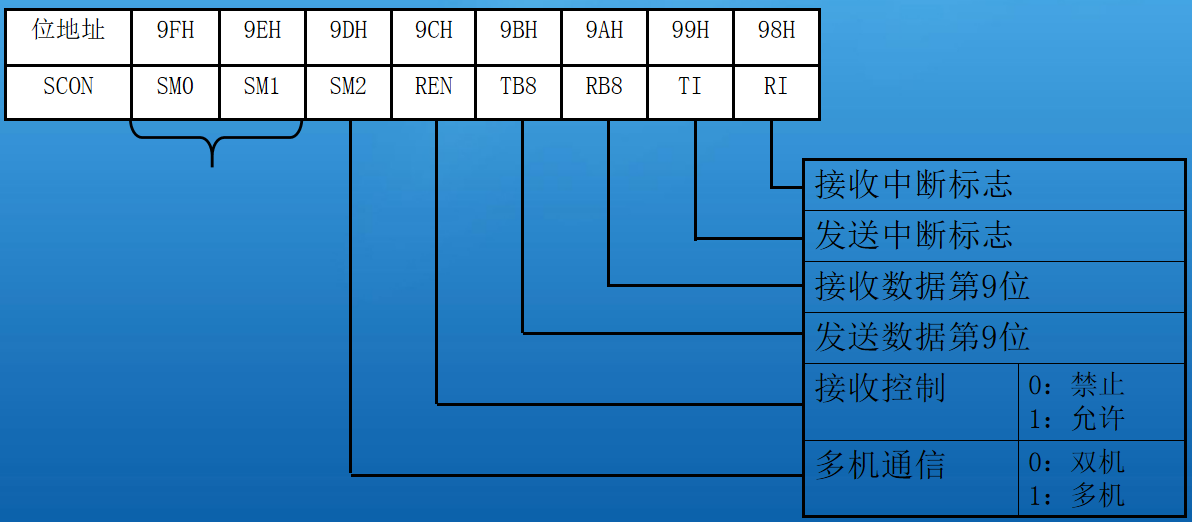 位地址 9FH 9EH 9DH 9CH 9BH 9AH 99H 98H
SCON SM0 SM1 SM2 REN TB8 RB8 TI RI
接收中断标志
发送中断标志
接收数据第9位
发送数据第9位
接收控制 0：禁止
1：允许
多机通信 0：双机
1：多机